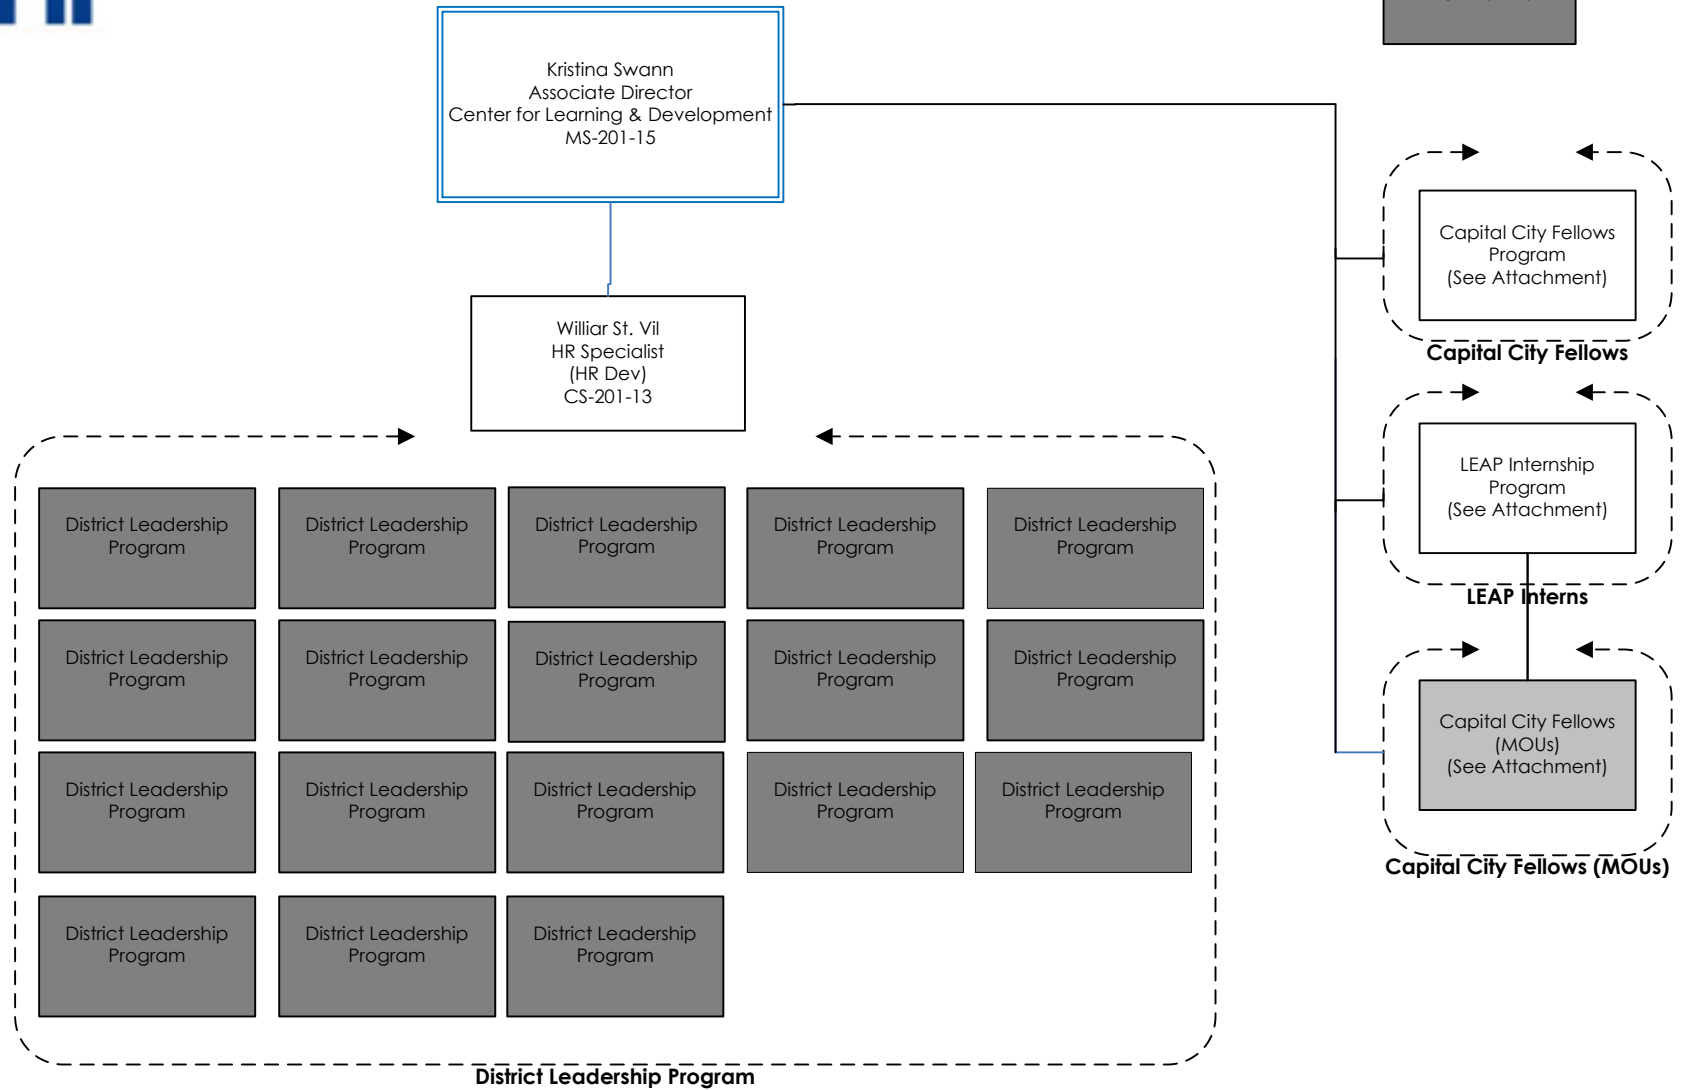 Kristina Swann
Associate Director
Center for Learning & Development
MS-201-15
Williar St. Vil
HR Specialist
(HR Dev)
CS-201-13
District Leadership
Program
District Leadership
Program
District Leadership
Program
District Leadership
Program
District Leadership
Program
District Leadership
Program
District Leadership
Program
District Leadership
Program
District Leadership
Program
District Leadership
Program
District Leadership
Program
District Leadership
Program
District Leadership
Program
District Leadership
Program
District Leadership
Program
District Leadership
Program
District Leadership
Program
District Leadership
Program
District Leadership Program
Capital City Fellows
Program
(See Attachment)
Capital City Fellows
LEAP Internship
Program
(See Attachment)
LEAP Interns
Capital City Fellows
(MOUs)
(See Attachment)
Capital City Fellows (MOUs)